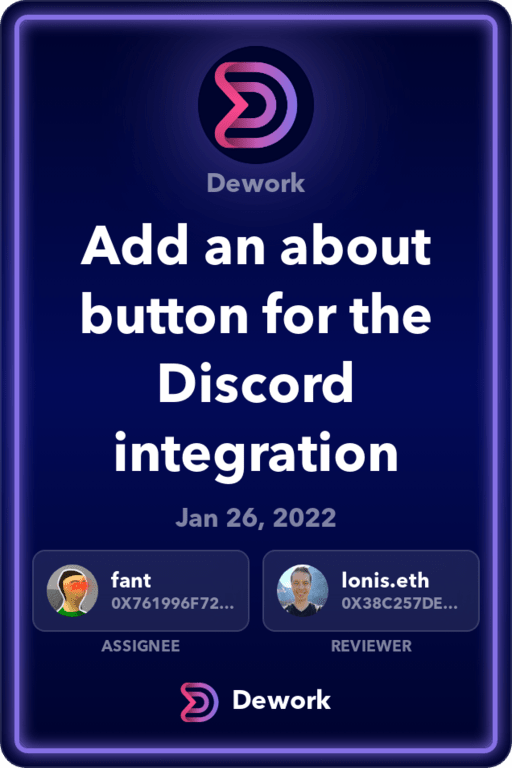 Dework
Add an about
button for the
Discord
integration
Jan 26, 2022
fant
0X761996F72...
ASSIGNEE
lonis.eth
0X38C257DE...
REVIEWER
Dework